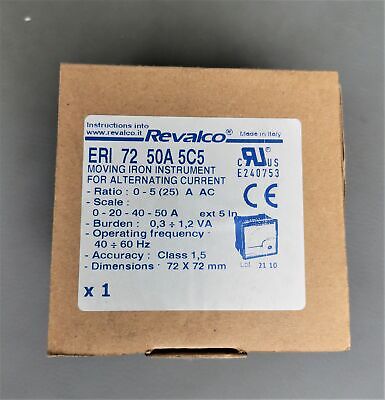 Instructions into
www.revalco.it
Revalco®
Made in Italy
ERI 72 50A 5C5
MOVING IRON INSTRUMENT
FOR ALTERNATING CURRENT
- Ratio : 0 - 5 (25) A AC
- Scale :
0 - 20 - 40 - 50 A ext 5 In
- Burden : 0,3 ÷ 1,2 VA
- Operating frequency :
40 ÷ 60 Hz
- Accuracy : Class 1,5
- Dimensions : 72 X 72 mm
x 1
C RU US
E240753
CE
Lot. 21 10